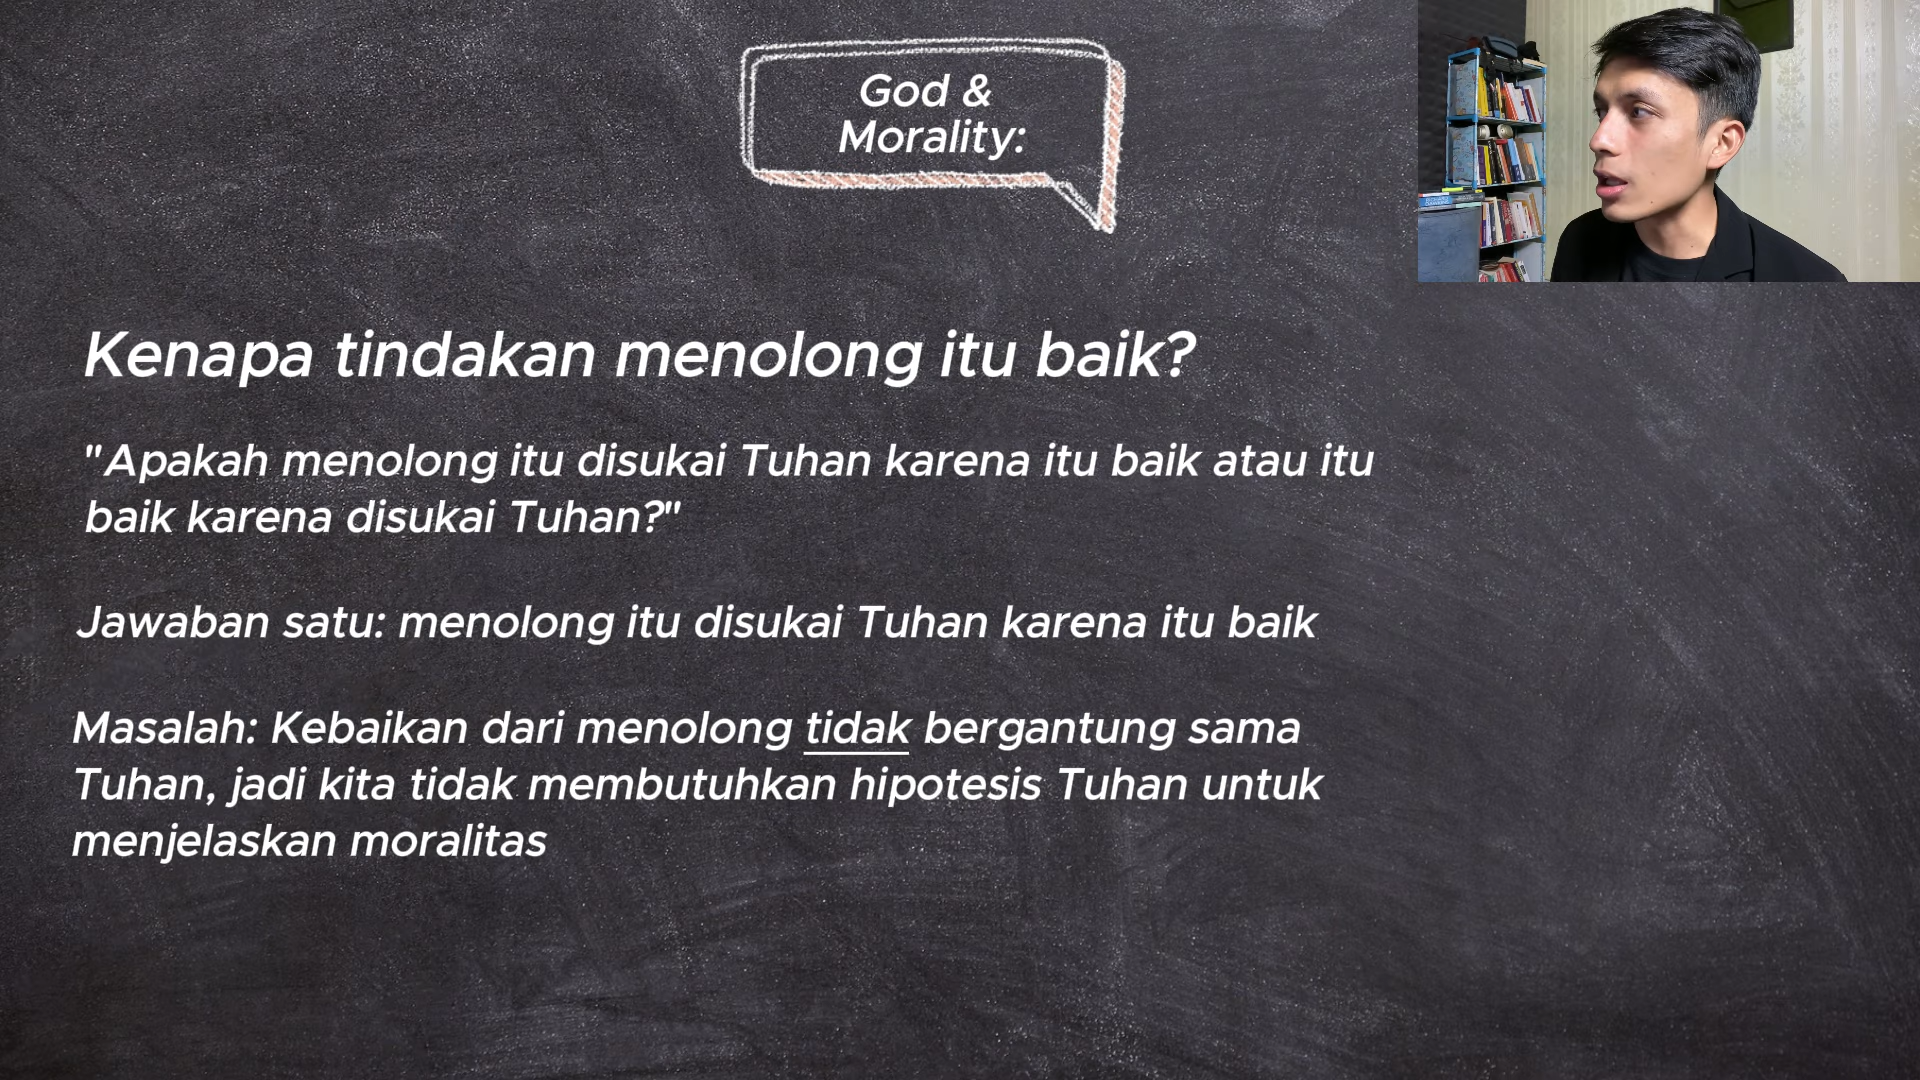 God &
Morality:
Kenapa tindakan menolong itu baik?
"Apakah menolong itu disukai Tuhan karena itu baik atau itu
baik karena disukai Tuhan?"
Jawaban satu: menolong itu disukai Tuhan karena itu baik
Masalah: Kebaikan dari menolong tidak bergantung sama
Tuhan, jadi kita tidak membutuhkan hipotesis Tuhan untuk
menjelaskan moralitas